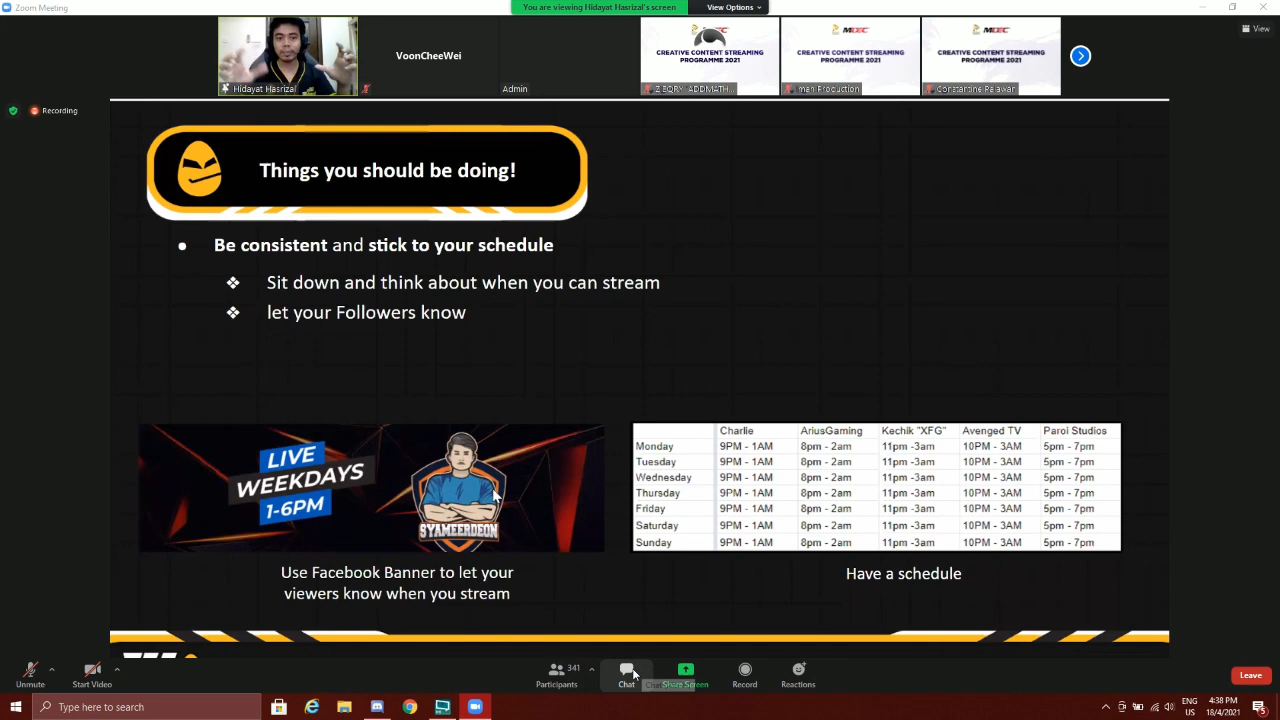 Zoom Meeting
You are viewing Hidayat Hasrizal's screen
View Options
View
Hidayat Hasrizal
VoonCheeWei
Admin
CREATIVE CONTENT STREAMING
PROGRAMME 2021
MDEC
CREATIVE CONTENT STREAMING
PROGRAMME 2021
Iman Production
MDEC
CREATIVE CONTENT STREAMING
PROGRAMME 2021
Constantine Palawan
Recording
Things you should be doing!
Be consistent and stick to your schedule
Sit down and think about when you can stream
let your Followers know
LIVE
WEEKDAYS
1-6PM
SYAMEERDEON
Use Facebook Banner to let your
viewers know when you stream
Charlie Arius​Gaming Kechik "XFG" Avenged TV Paroi Studios
Monday 9PM - 1AM 8pm - 2am 11pm -3am 10PM - 3AM 5pm - 7pm
Tuesday 9PM - 1AM 8pm - 2am 11pm -3am 10PM - 3AM 5pm - 7pm
Wednesday 9PM - 1AM 8pm - 2am 11pm -3am 10PM - 3AM 5pm - 7pm
Thursday 9PM - 1AM 8pm - 2am 11pm -3am 10PM - 3AM 5pm - 7pm
Friday 9PM - 1AM 8pm - 2am 11pm -3am 10PM - 3AM 5pm - 7pm
Saturday 9PM - 1AM 8pm - 2am 11pm -3am 10PM - 3AM 5pm - 7pm
Sunday 9PM - 1AM 8pm - 2am 11pm -3am 10PM - 3AM 5pm - 7pm
Have a schedule
Unmute
Start Video
341
Participants
Chat
Share Screen
Record
Reactions
Leave
Type here to search
ENG
US
4:38 PM
18/4/2021